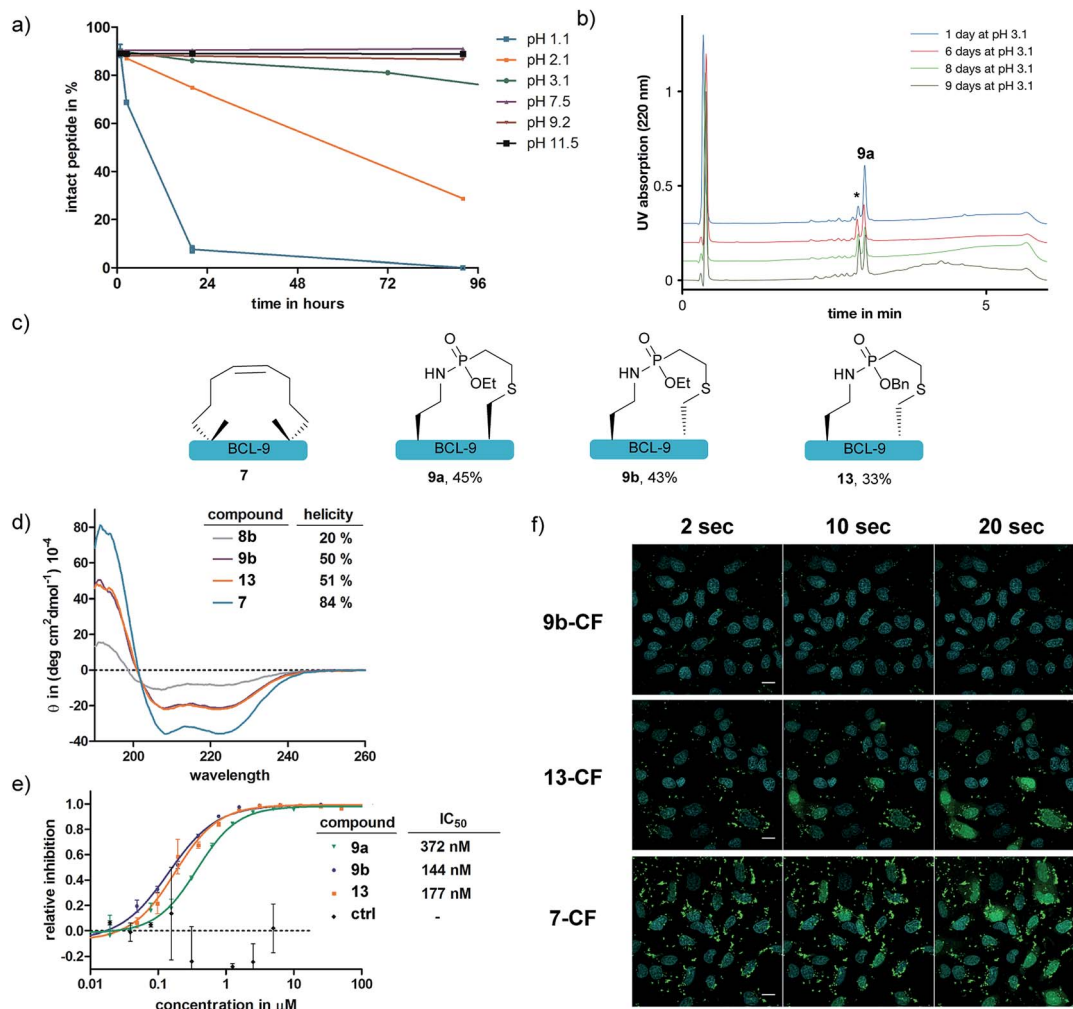 a)
100
80
60
40
20
0
0
24
48
72
96
intact peptide in %
time in hours
pH 1.1
pH 2.1
pH 3.1
pH 7.5
pH 9.2
pH 11.5
b)
1 day at pH 3.1
6 days at pH 3.1
8 days at pH 3.1
9 days at pH 3.1
UV absorption (220 nm)
1
0.5
0
9a
*
0
5
time in min
c)
BCL-9
7
O
HN
P
OEt
S
BCL-9
9a, 45%
O
HN
P
OEt
S
BCL-9
9b, 43%
O
HN
P
OBn
S
BCL-9
13, 33%
d)
compound helicity
8b 20 %
9b 50 %
13 51 %
7 84 %
80
60
40
20
0
-20
-40
θ in (deg cm²dmol⁻¹) 10⁻⁴
200
220
240
260
wavelength
e)
1.0
0.8
0.6
0.4
0.2
0.0
-0.2
relative inhibition
0.01
0.1
1
10
100
concentration in μM
compound IC₅₀
9a 372 nM
9b 144 nM
13 177 nM
ctrl -
f)
2 sec 10 sec 20 sec
9b-CF
13-CF
7-CF